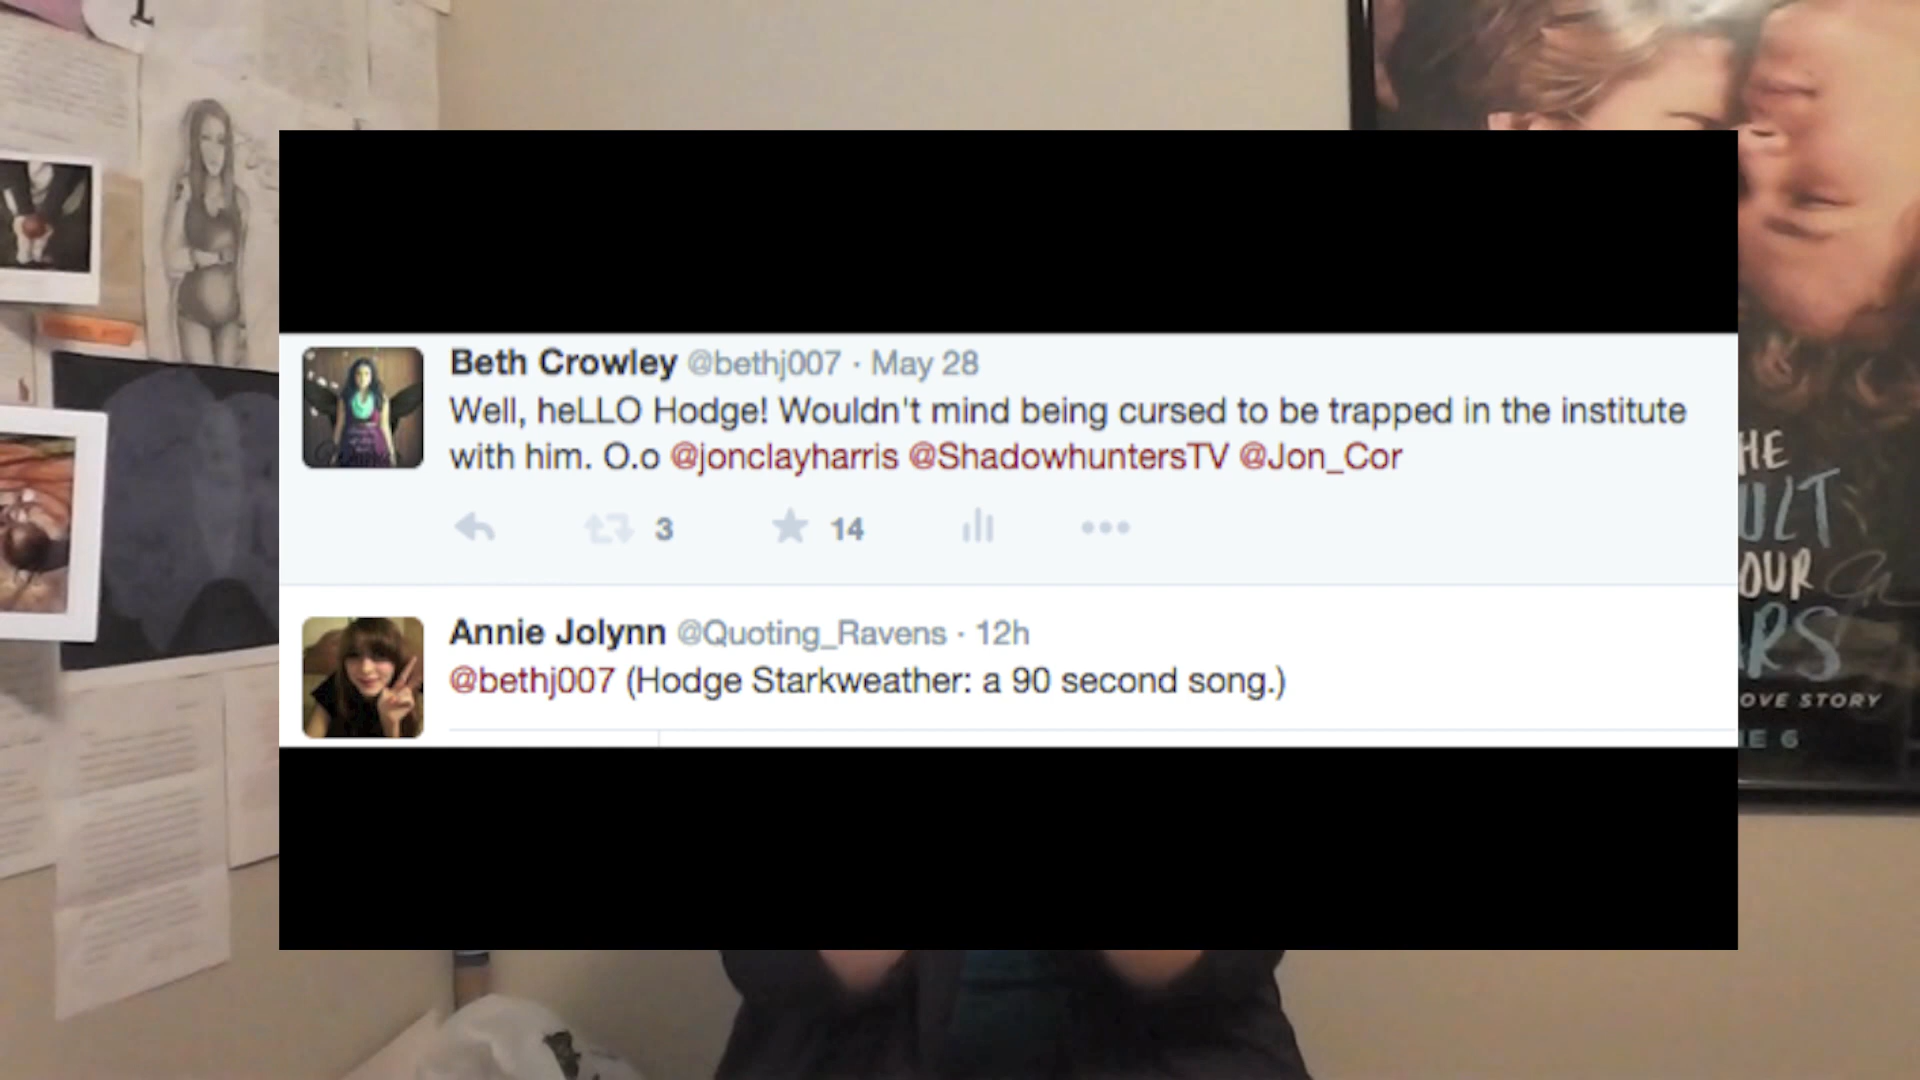 Beth Crowley @bethj007 · May 28
Well, heLLO Hodge! Wouldn't mind being cursed to be trapped in the institute
with him. O.o @jonclayharris @ShadowhuntersTV @Jon_Cor
3 14
Annie Jolynn @Quoting_Ravens · 12h
@bethj007 (Hodge Starkweather: a 90 second song.)
HE
ULT
OUR
ARS
OVE STORY
E 6